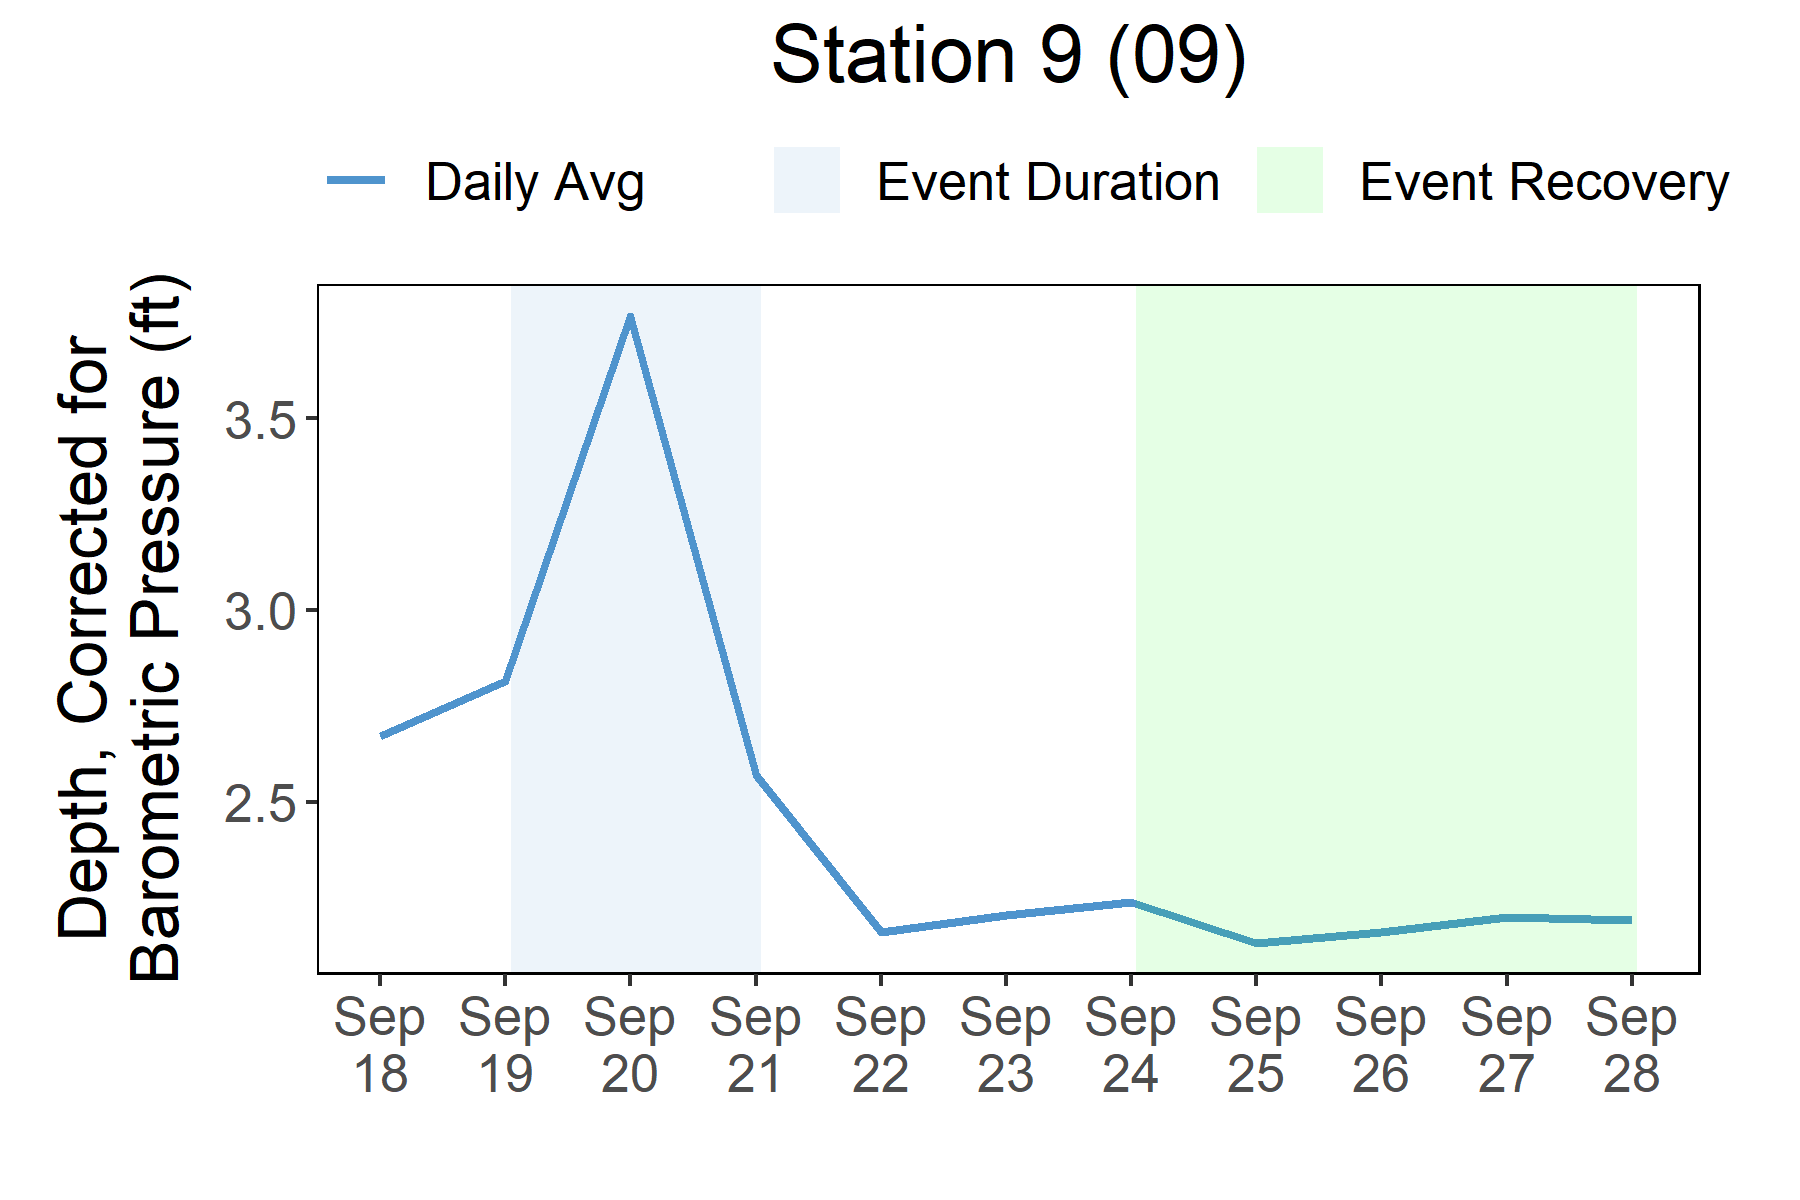 Station 9 (09)
Daily Avg
Event Duration
Event Recovery
Depth, Corrected for
Barometric Pressure (ft)
3.5
3.0
2.5
Sep 18
Sep 19
Sep 20
Sep 21
Sep 22
Sep 23
Sep 24
Sep 25
Sep 26
Sep 27
Sep 28